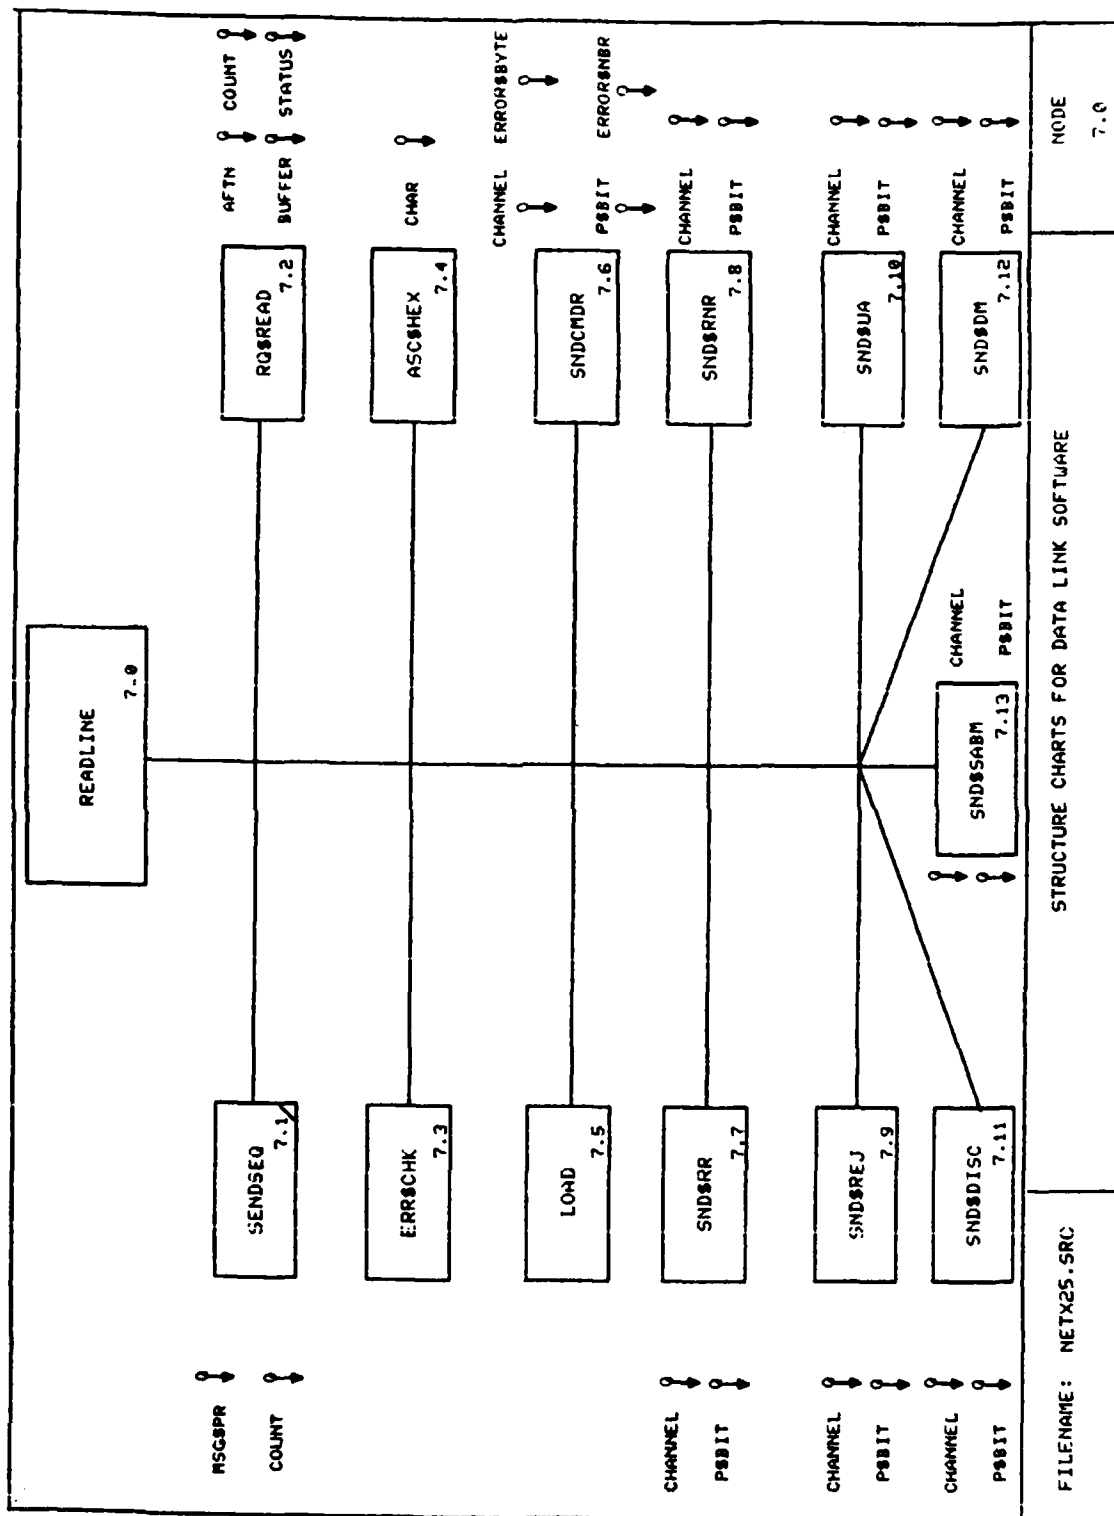 READLINE
7.0
MSG$PR
COUNT
SENDSEQ
7.1
RQ$READ
7.2
AFTN
COUNT
BUFFER
STATUS
ERR$CHK
7.3
ASC$HEX
7.4
CHAR
LOAD
7.5
SNDCMDR
7.6
CHANNEL
ERROR$BYTE
P$BIT
ERROR$NBR
CHANNEL
P$BIT
SND$RR
7.7
SND$RNR
7.8
CHANNEL
P$BIT
CHANNEL
P$BIT
SND$REJ
7.9
SND$UA
7.10
CHANNEL
P$BIT
CHANNEL
P$BIT
SND$DISC
7.11
SND$SABM
7.13
CHANNEL
P$BIT
SND$DM
7.12
CHANNEL
P$BIT
FILENAME: NETX25.SRC
STRUCTURE CHARTS FOR DATA LINK SOFTWARE
NODE
7.0